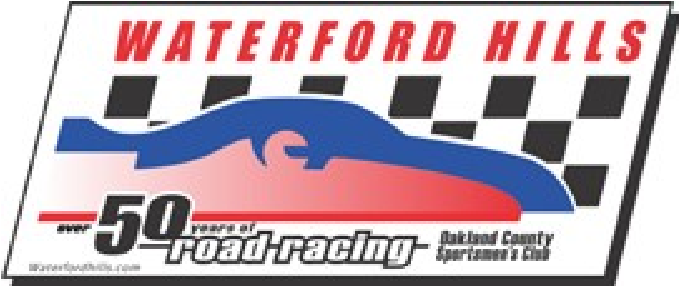 WATERFORD HILLS
over 50 years of
road racing
Oakland County
Sportsmen's Club
Waterfordhills.com